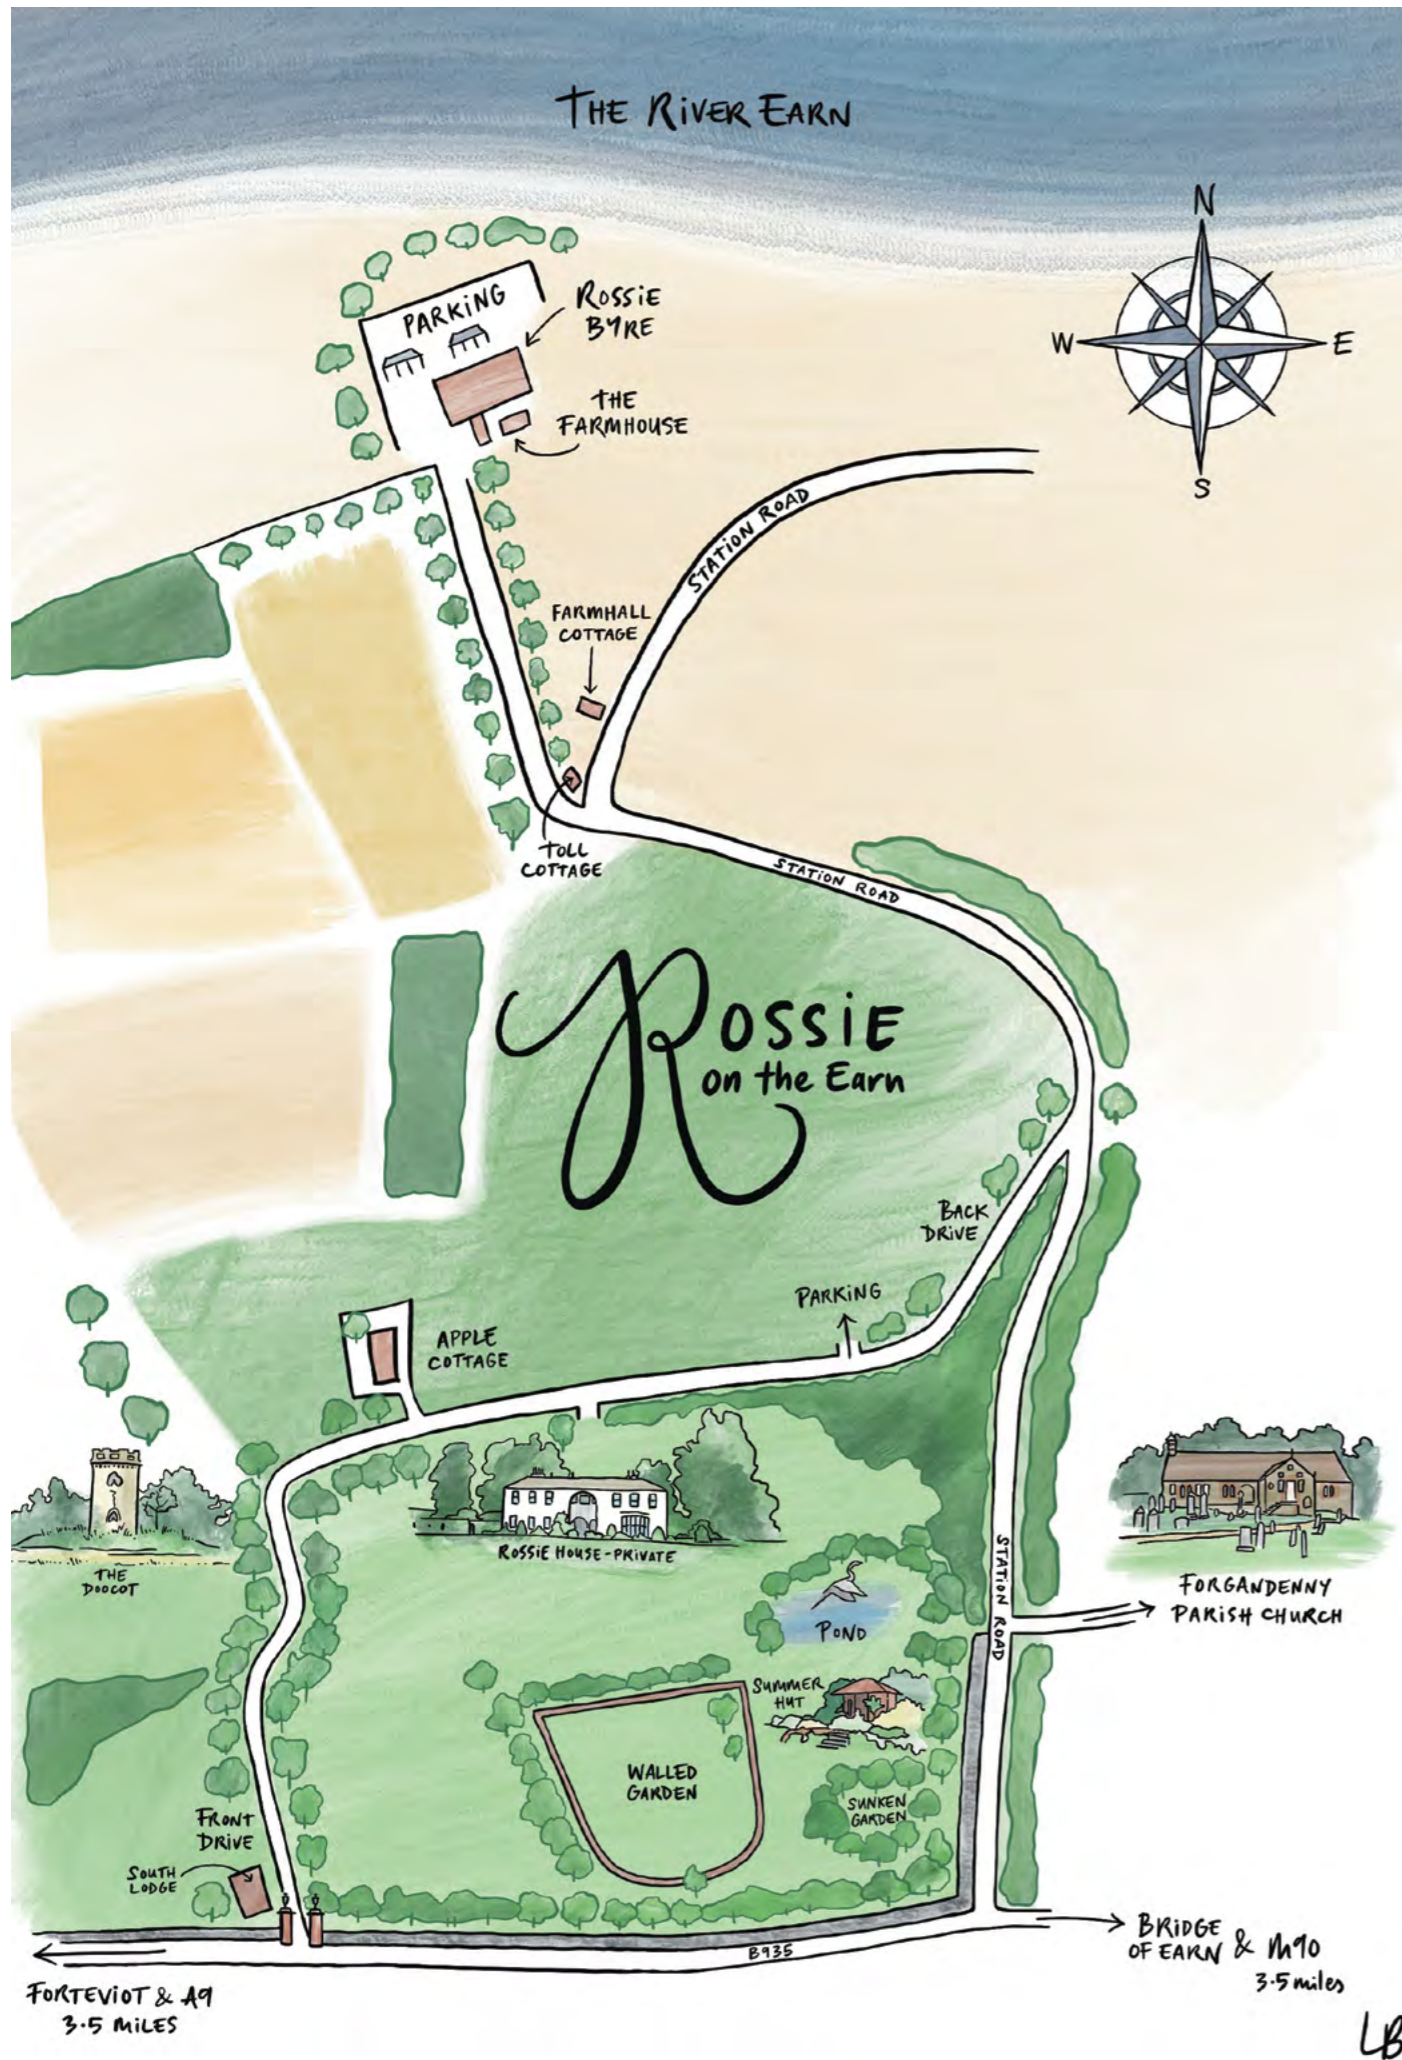 THE RIVER EARN
N
W
E
S
PARKING
ROSSIE
BYRE
THE
FARMHOUSE
STATION ROAD
FARMHALL
COTTAGE
TOLL
COTTAGE
STATION ROAD
ROSSIE
on the Earn
BACK
DRIVE
PARKING
APPLE
COTTAGE
THE
DOOCOT
ROSSIE HOUSE - PRIVATE
STATION ROAD
FORGANDENNY
PARISH CHURCH
POND
SUMMER
HUT
WALLED
GARDEN
SUNKEN
GARDEN
FRONT
DRIVE
SOUTH
LODGE
B935
BRIDGE
OF EARN & M90
3.5 miles
FORTEVIOT & A9
3.5 MILES
LB